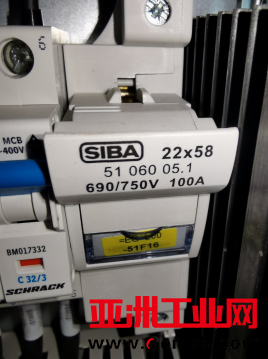 SIBA 22x58
51 060 05.1
690/750V 100A
MCB
~400V
-51F16
BM017332
C 32/3
SCHRACK
亚洲工业网